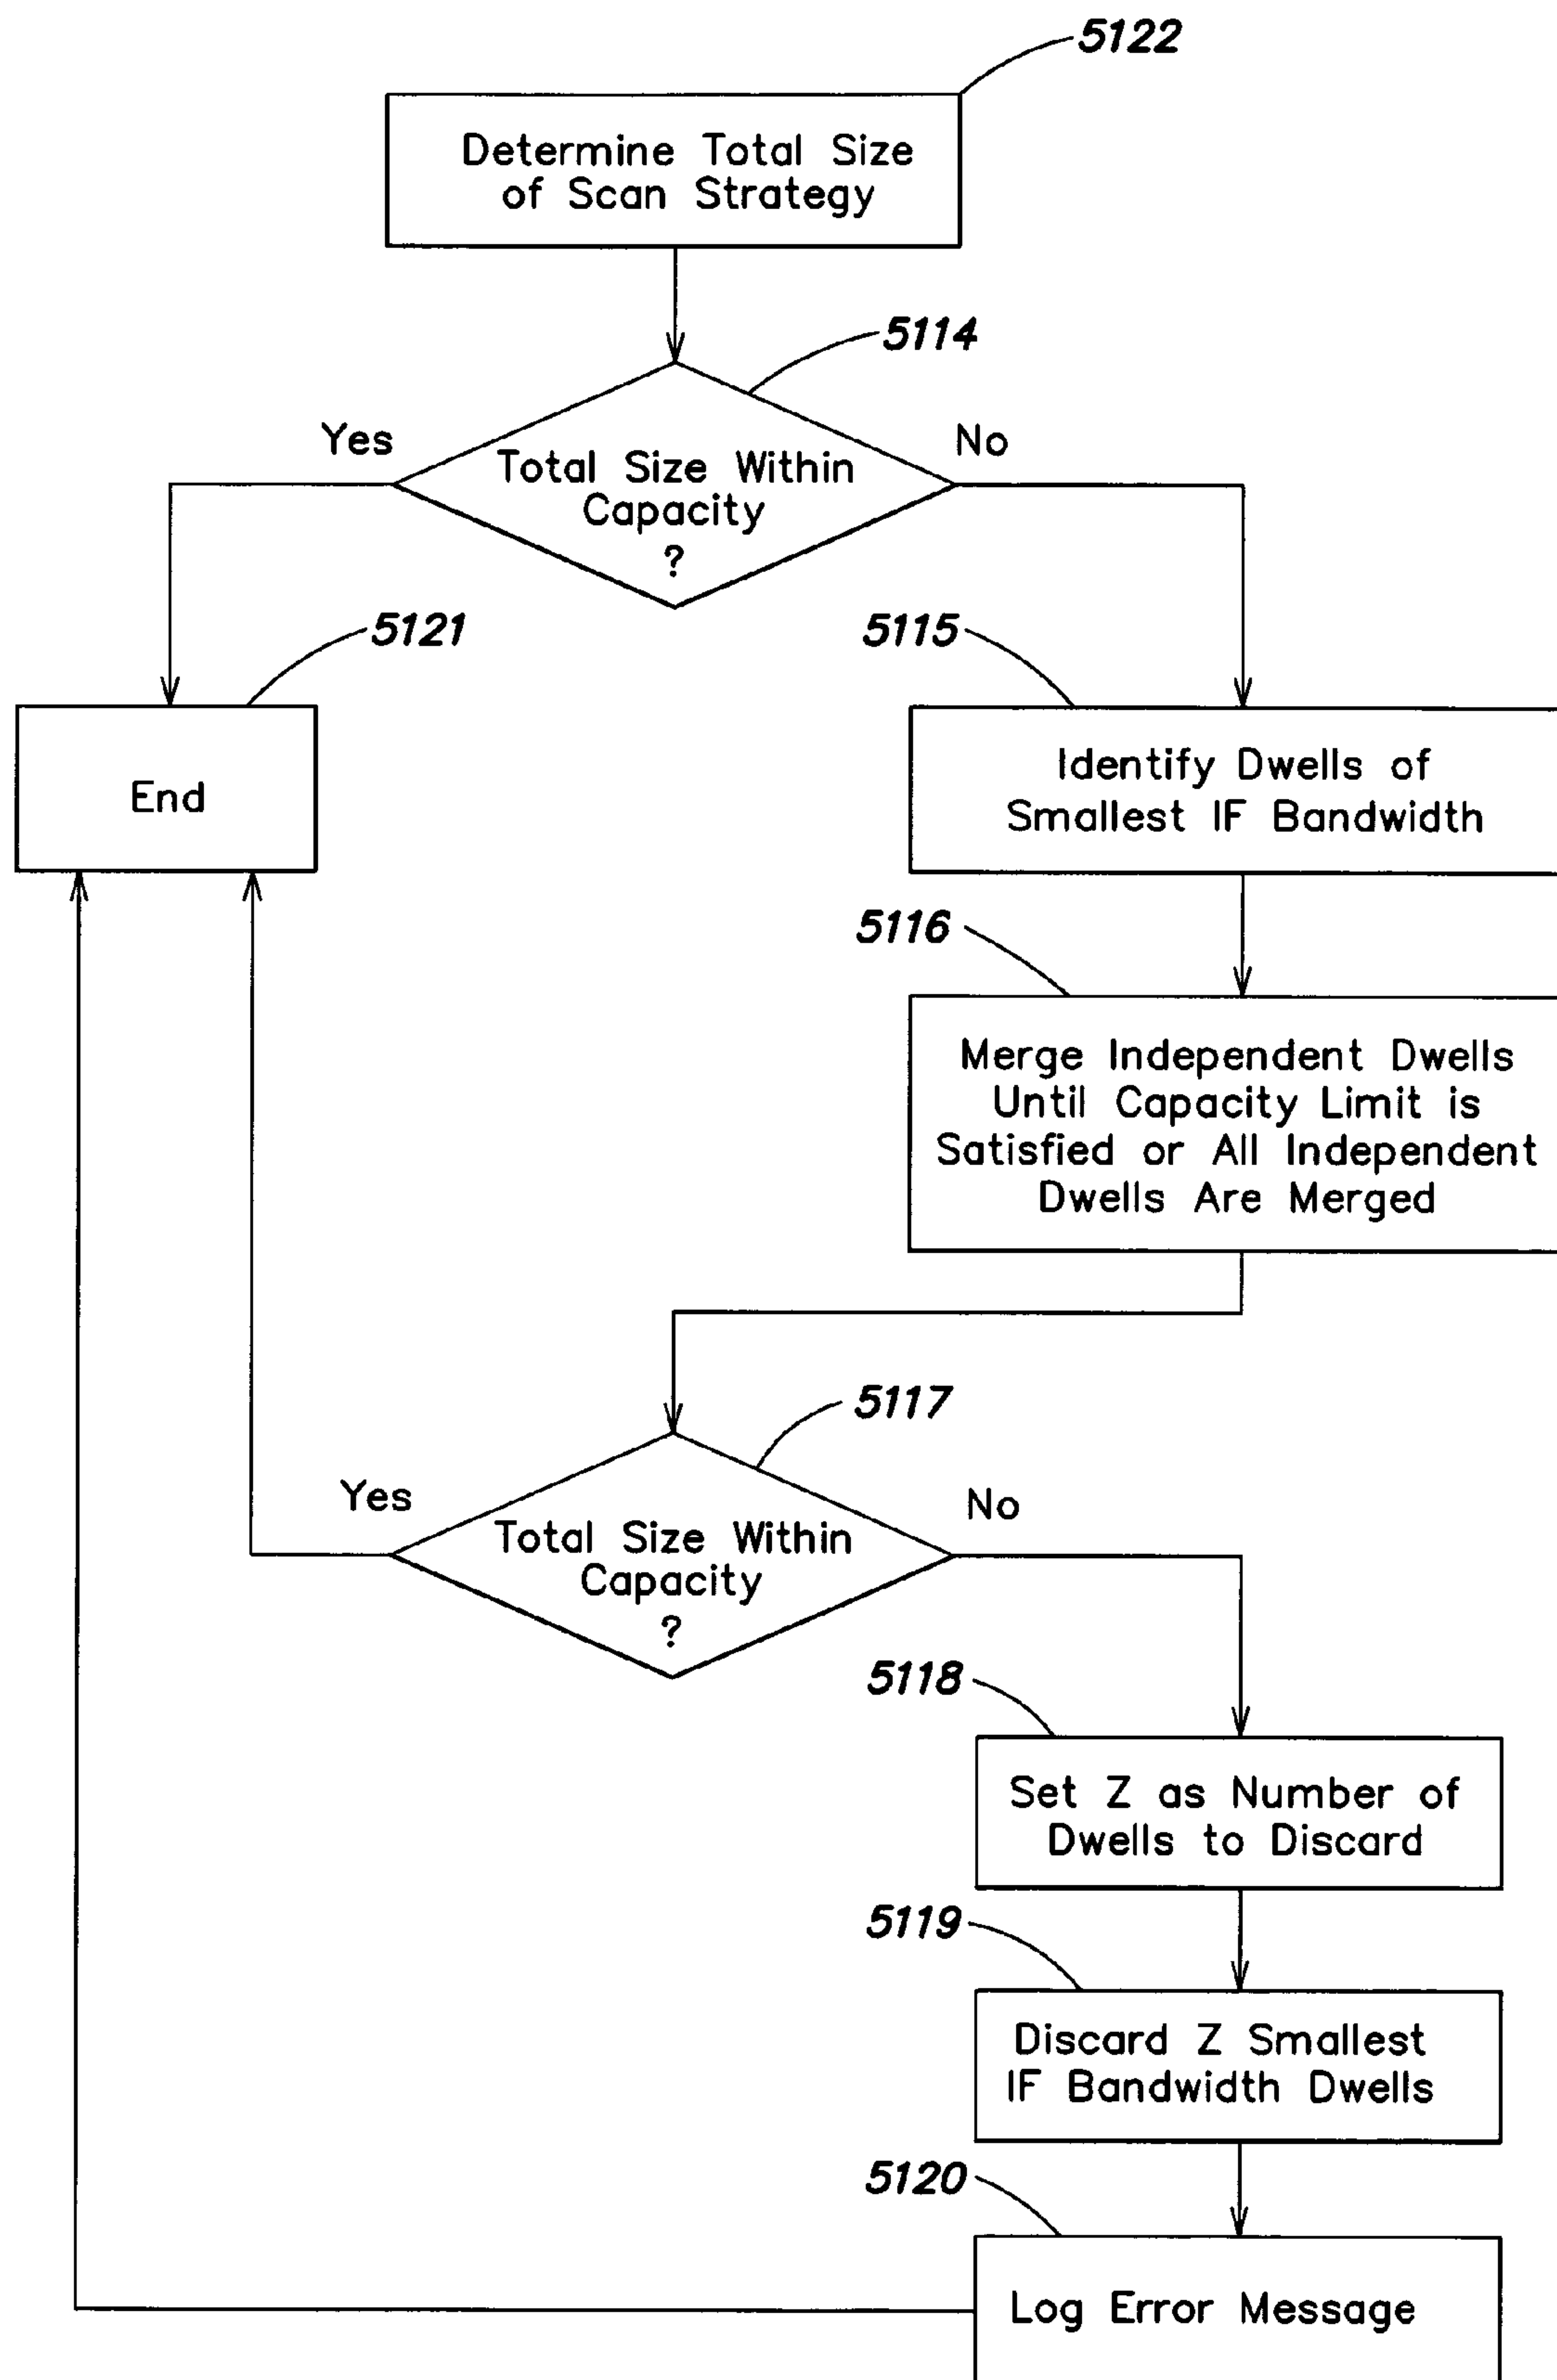 5122
Determine Total Size
of Scan Strategy
5114
Yes
No
Total Size Within
Capacity
?
5121
5115
End
Identify Dwells of
Smallest IF Bandwidth
5116
Merge Independent Dwells
Until Capacity Limit is
Satisfied or All Independent
Dwells Are Merged
5117
Yes
No
Total Size Within
Capacity
?
5118
Set Z as Number of
Dwells to Discard
5119
Discard Z Smallest
IF Bandwidth Dwells
5120
Log Error Message